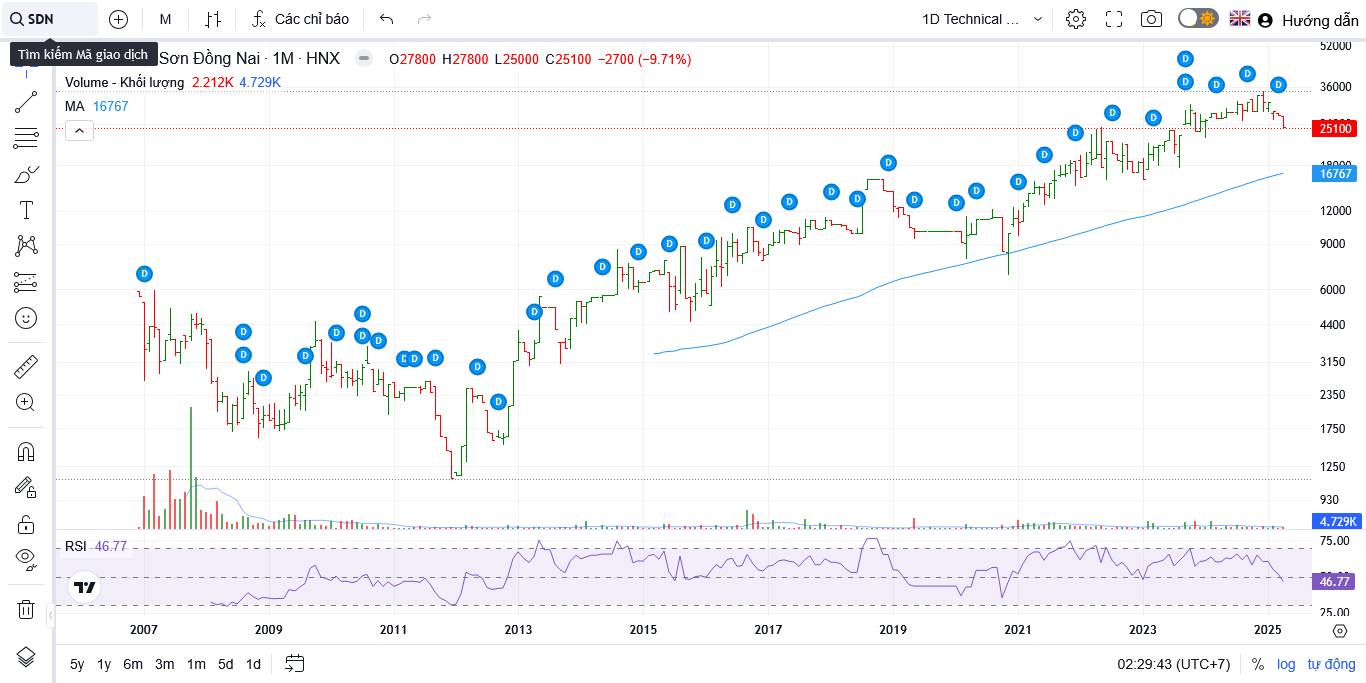 SDN M Các chỉ báo 1D Technical ... Hướng dẫn
Tìm kiếm Mã giao dịch
Sơn Đồng Nai · 1M · HNX O27800 H27800 L25000 C25100 −2700 (−9.71%)
Volume - Khối lượng 2.212K 4.729K
MA 16767
52000
36000
25100
18000
16767
12000
9000
6000
4400
3150
2350
1750
1250
930
4.729K
D D D D D D D D D D D D D D D D D D D D D D D D D D D D D D D D D D D D D D D D D
RSI 46.77
75.00
46.77
25.00
2007 2009 2011 2013 2015 2017 2019 2021 2023 2025
5y 1y 6m 3m 1m 5d 1d 02:29:43 (UTC+7) % log tự động